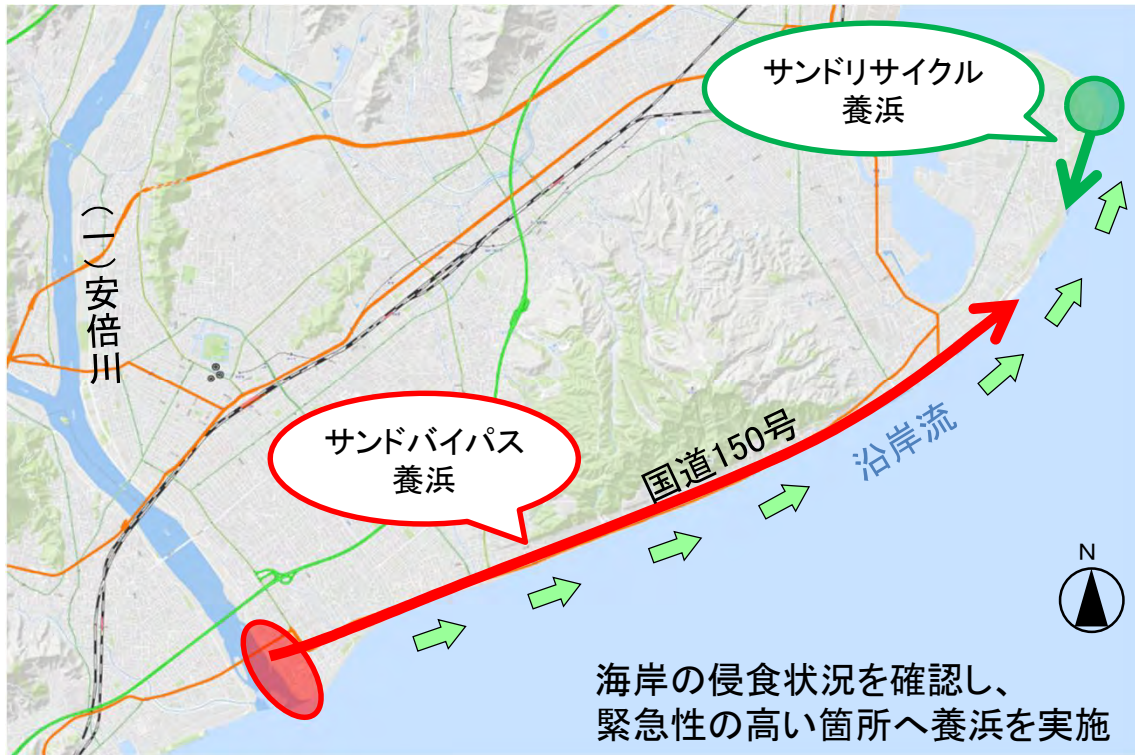 サンドリサイクル
養浜
(一)安倍川
サンドバイパス
養浜
国道150号
沿岸流
N
海岸の侵食状況を確認し、
緊急性の高い箇所へ養浜を実施